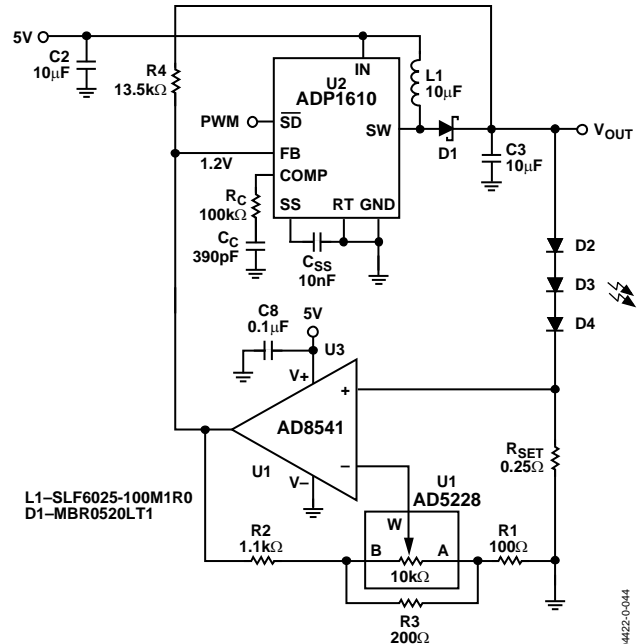 5V
C2
10µF
R4
13.5kΩ
U2
ADP1610
IN
L1
10µF
PWM
SD
SW
D1
VOUT
C3
10µF
1.2V
FB
COMP
RC
100kΩ
SS
RT
GND
CC
390pF
CSS
10nF
D2
D3
D4
C8
0.1µF
5V
U3
V+
+
AD8541
–
U1
V–
RSET
0.25Ω
U1
AD5228
L1–SLF6025-100M1R0
D1–MBR0520LT1
W
R2
1.1kΩ
B
A
R1
100Ω
10kΩ
R3
200Ω
04422-0-044